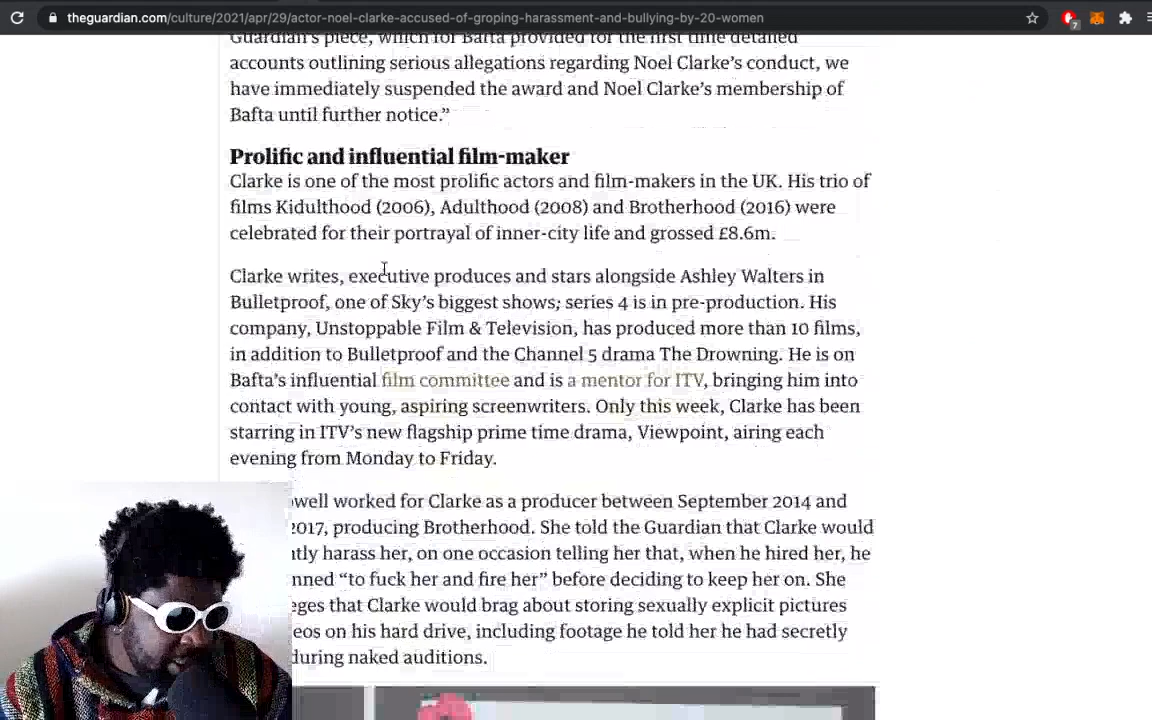 theguardian.com/culture/2021/apr/29/actor-noel-clarke-accused-of-groping-harassment-and-bullying-by-20-women
7
Guardian's piece, which for Bafta provided for the first time detailed
accounts outlining serious allegations regarding Noel Clarke's conduct, we
have immediately suspended the award and Noel Clarke's membership of
Bafta until further notice.”
Prolific and influential film-maker
Clarke is one of the most prolific actors and film-makers in the UK. His trio of
films Kidulthood (2006), Adulthood (2008) and Brotherhood (2016) were
celebrated for their portrayal of inner-city life and grossed £8.6m.
Clarke writes, executive produces and stars alongside Ashley Walters in
Bulletproof, one of Sky's biggest shows; series 4 is in pre-production. His
company, Unstoppable Film & Television, has produced more than 10 films,
in addition to Bulletproof and the Channel 5 drama The Drowning. He is on
Bafta's influential film committee and is a mentor for ITV, bringing him into
contact with young, aspiring screenwriters. Only this week, Clarke has been
starring in ITV's new flagship prime time drama, Viewpoint, airing each
evening from Monday to Friday.
well worked for Clarke as a producer between September 2014 and
2017, producing Brotherhood. She told the Guardian that Clarke would
tly harass her, on one occasion telling her that, when he hired her, he
nned “to fuck her and fire her” before deciding to keep her on. She
eges that Clarke would brag about storing sexually explicit pictures
eos on his hard drive, including footage he told her he had secretly
during naked auditions.